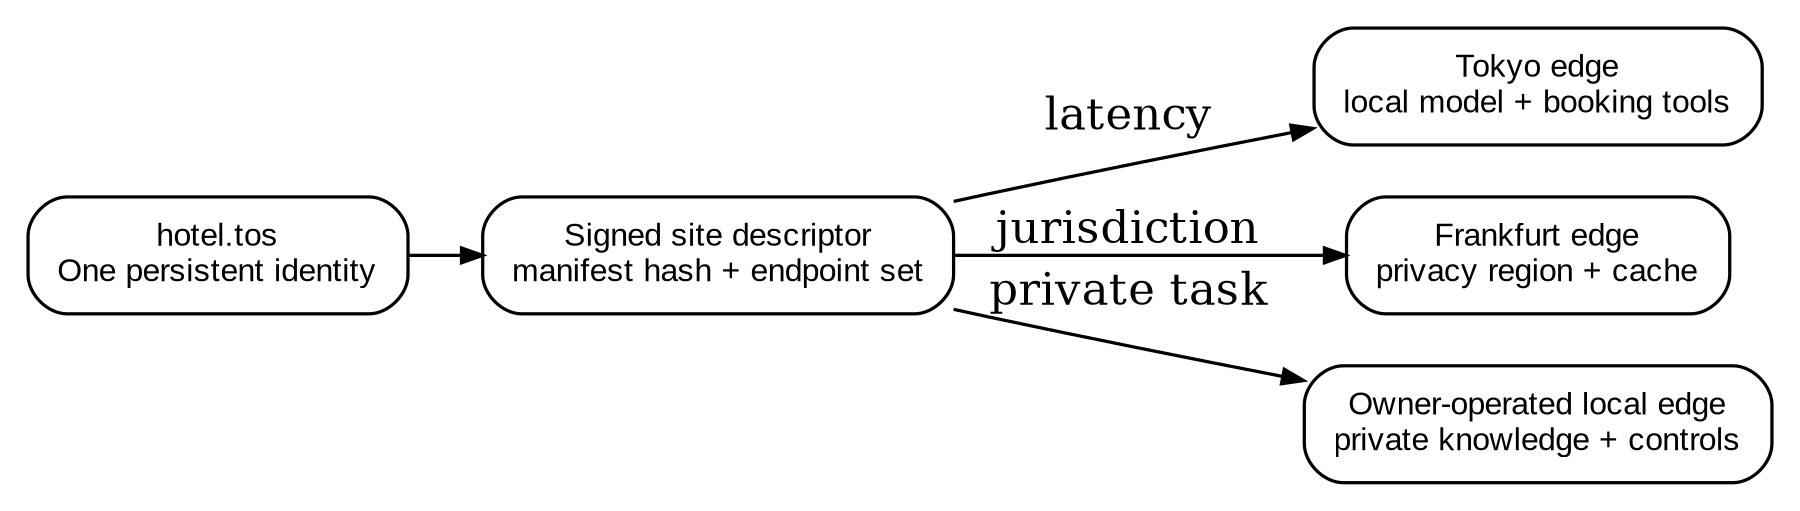 hotel.tos
One persistent identity
Signed site descriptor
manifest hash + endpoint set
latency
jurisdiction
private task
Tokyo edge
local model + booking tools
Frankfurt edge
privacy region + cache
Owner-operated local edge
private knowledge + controls